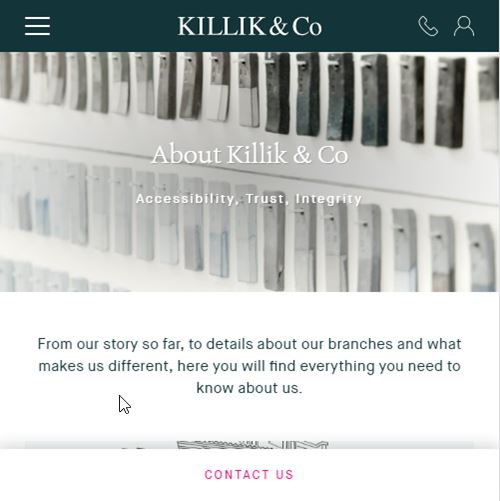 KILLIK & Co
About Killik & Co
Accessibility, Trust, Integrity
From our story so far, to details about our branches and what
makes us different, here you will find everything you need to
know about us.
CONTACT US